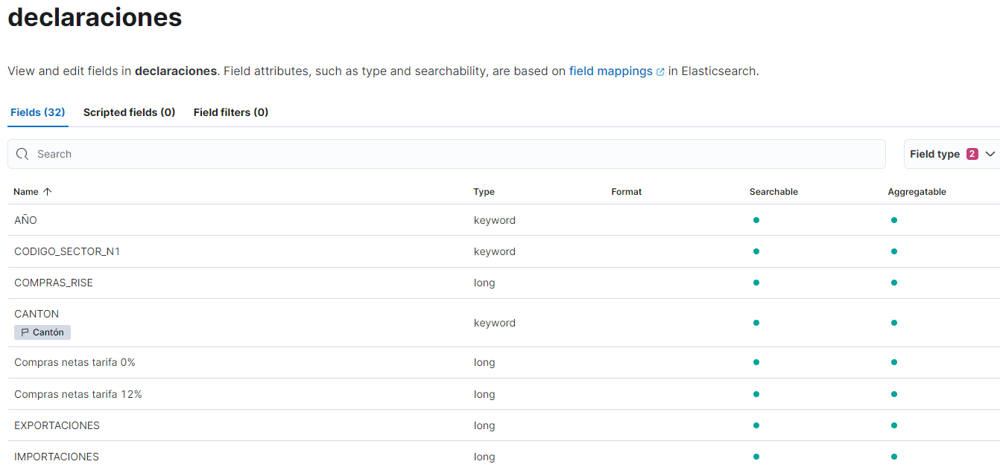 declaraciones
View and edit fields in declaraciones. Field attributes, such as type and searchability, are based on field mappings in Elasticsearch.
Fields (32) Scripted fields (0) Field filters (0)
Search Field type 2
Name Type Format Searchable Aggregatable
AÑO keyword
CODIGO_SECTOR_N1 keyword
COMPRAS_RISE long
CANTON
Cantón
keyword
Compras netas tarifa 0% long
Compras netas tarifa 12% long
EXPORTACIONES long
IMPORTACIONES long